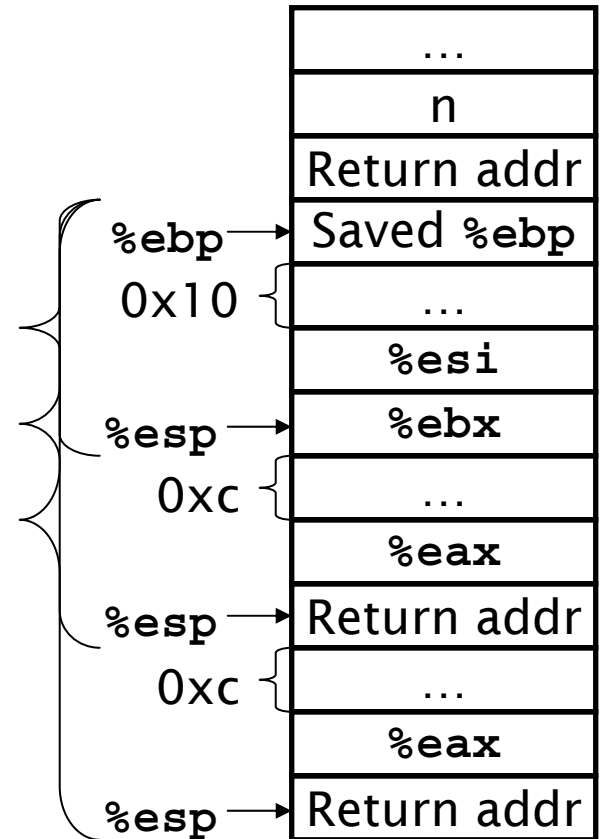 ...
n
Return addr
%ebp Saved %ebp
0x10 ...
%esi
%esp %ebx
0xc ...
%eax
%esp Return addr
0xc ...
%eax
%esp Return addr